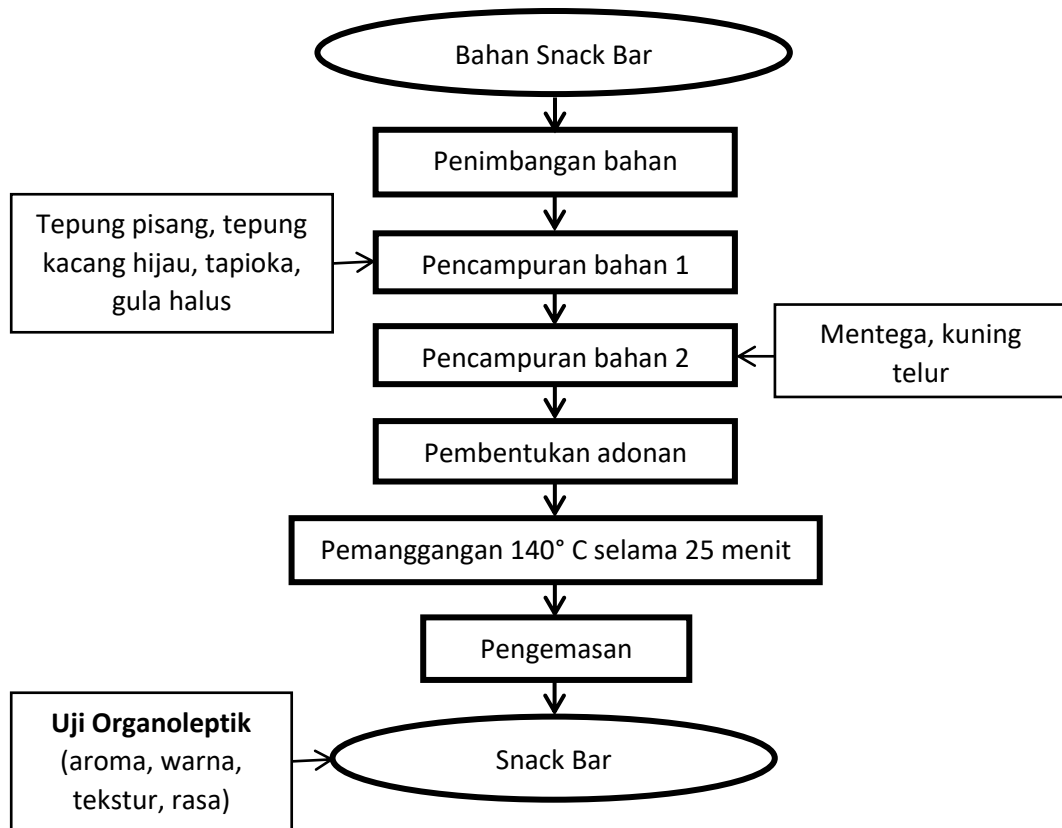 Bahan Snack Bar
Penimbangan bahan
Tepung pisang, tepung
kacang hijau, tapioka,
gula halus
Pencampuran bahan 1
Pencampuran bahan 2
Mentega, kuning
telur
Pembentukan adonan
Pemanggangan 140° C selama 25 menit
Pengemasan
Uji Organoleptik
(aroma, warna,
tekstur, rasa)
Snack Bar